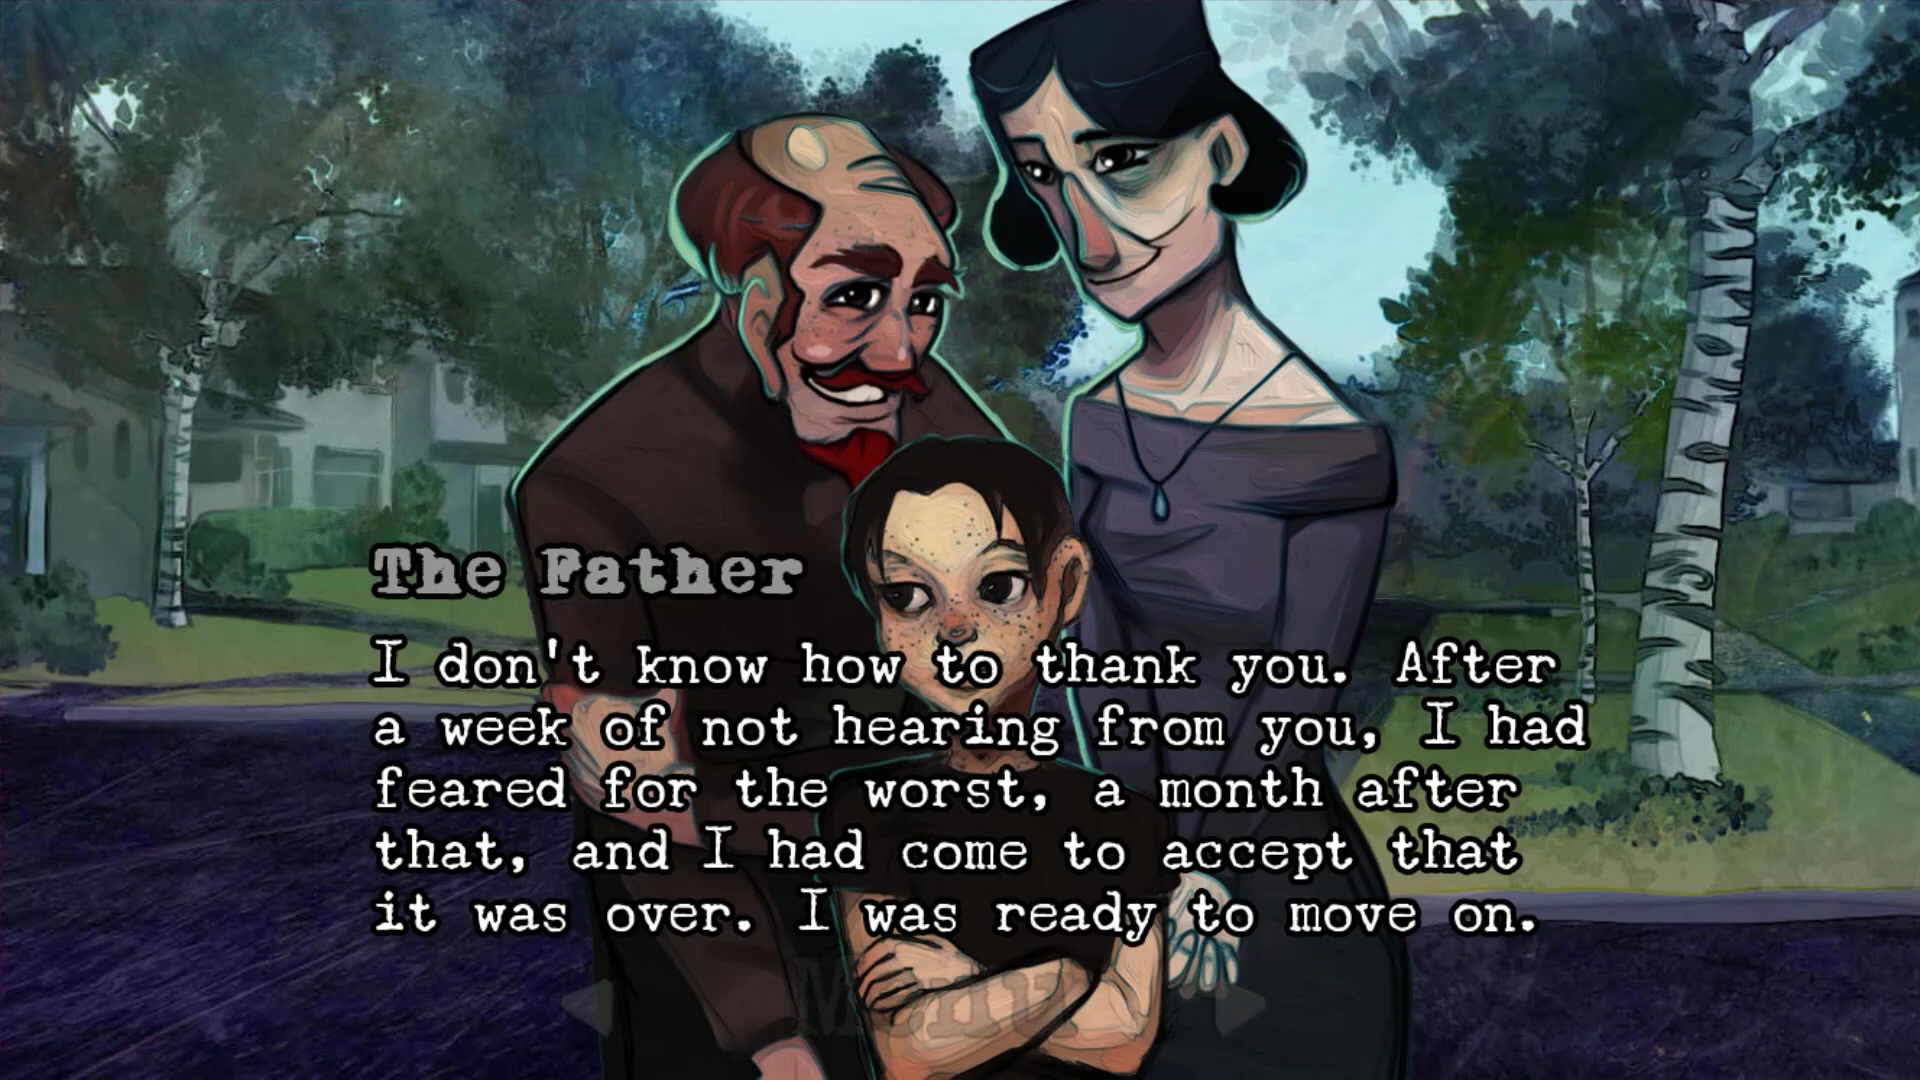 The Father
I don't know how to thank you. After
a week of not hearing from you, I had
feared for the worst, a month after
that, and I had come to accept that
it was over. I was ready to move on.
Menu